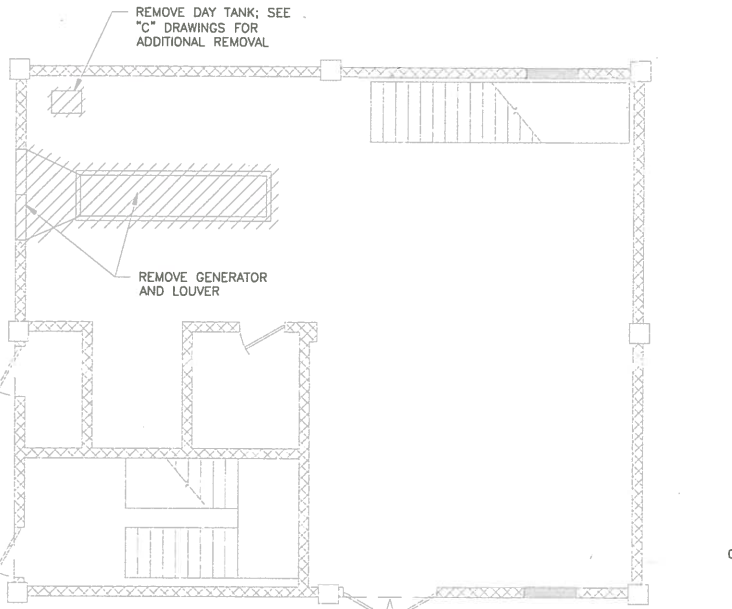 REMOVE DAY TANK; SEE
"C" DRAWINGS FOR
ADDITIONAL REMOVAL
REMOVE GENERATOR
AND LOUVER